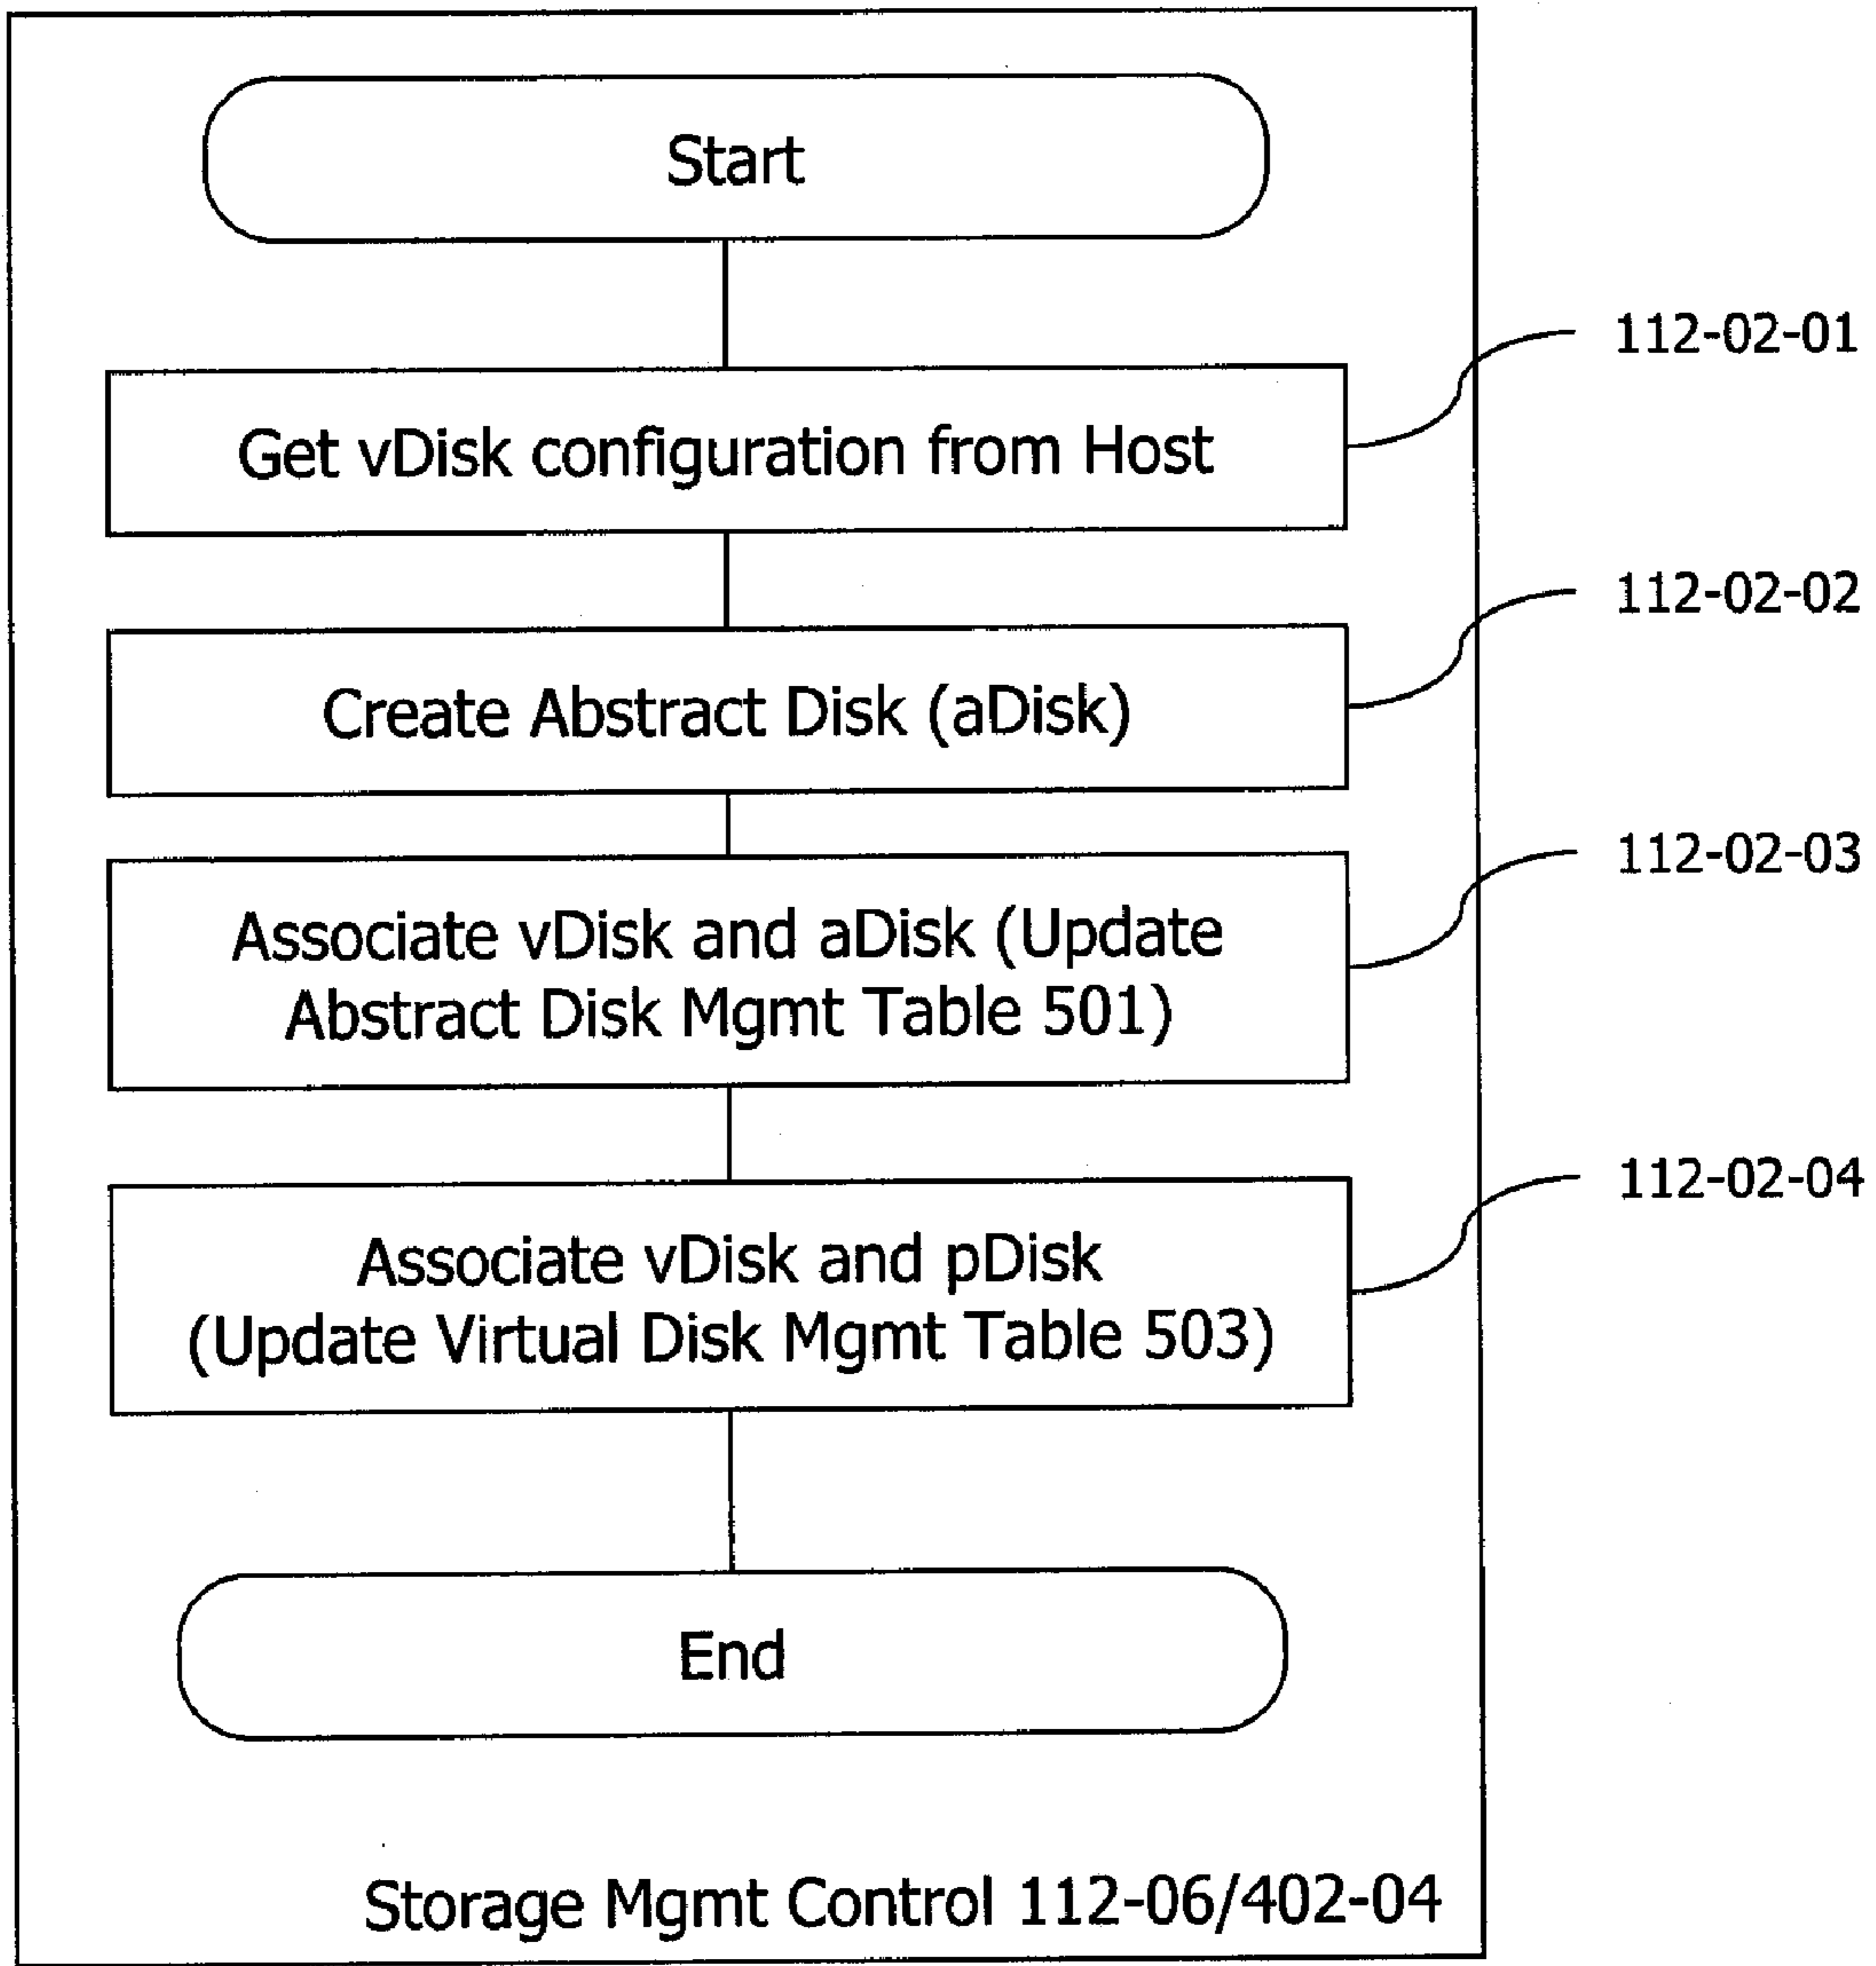 Start
112-02-01
Get vDisk configuration from Host
112-02-02
Create Abstract Disk (aDisk)
112-02-03
Associate vDisk and aDisk (Update
Abstract Disk Mgmt Table 501)
112-02-04
Associate vDisk and pDisk
(Update Virtual Disk Mgmt Table 503)
End
Storage Mgmt Control 112-06/402-04